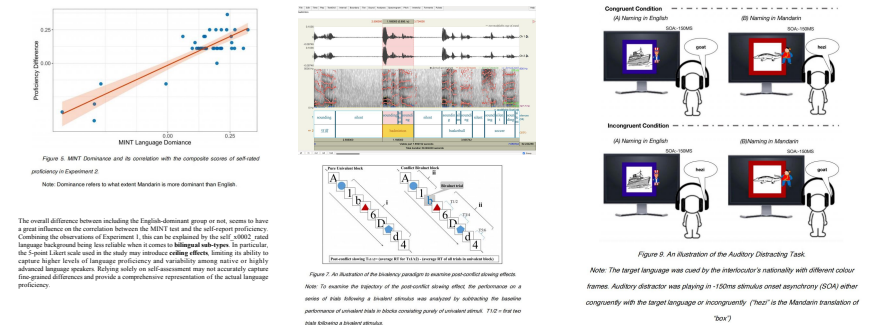 0.25
0.00
Proficiency Difference
0.00
0.25
MINT Language Dominance
Figure 5. MINT Dominance and its correlation with the composite scores of self-rated
proficiency in Experiment 2.
Note: Dominance refers to what extent Mandarin is more dominant than English.
The overall difference between including the English-dominant group or not, seems to have
a great influence on the correlation between the MINT test and the self-report proficiency.
Combining the observations of Experiment 1, this can be explained by the self_x0002_rated
language background being less reliable when it comes to bilingual sub-types. In particular,
the 5-point Likert scale used in the study may introduce ceiling effects, limiting its ability to
capture higher levels of language proficiency and variability among native or highly
advanced language speakers. Relying solely on self-assessment may not accurately capture
fine-grained differences and provide a comprehensive representation of the actual language
proficiency.
silent
silent
basketball
Pure Univalent block
Conflict Bivalent block
A
1
b
6
D
d
4
A
1
b
6
D
d
4
ii
ii
Bivalent trial
T1/2
T3/4
T5/6
Figure 7. An illustration of the bivalency paradigm to examine post-conflict slowing effects.
Note: To examine the trajectory of the post-conflict slowing effect, the performance on a
series of trials following a bivalent stimulus was analyzed by subtracting the baseline
performance of univalent trials in blocks consisting purely of univalent stimuli. T1/2 = first two
trials following a bivalent stimulus.
Congruent Condition
(A) Naming in English
(B) Naming in Mandarin
SOA:-150MS
SOA:-150MS
goat
hezi
Incongruent Condition
(A) Naming in English
(B)Naming in Mandarin
SOA:-150MS
SOA:-150MS
hezi
goat
Figure 9. An illustration of the Auditory Distracting Task.
Note: The target language was cued by the interlocutor's nationality with different colour
frames. Auditory distractor was playing in -150ms stimulus onset asynchrony (SOA) either
congruently with the target language or incongruently ("hezi" is the Mandarin translation of
"box")